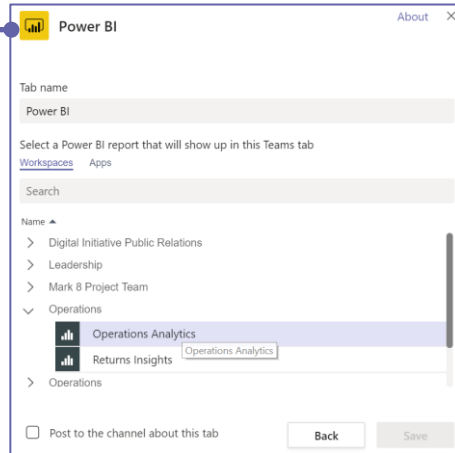 About
Power BI
Tab name
Power BI
Select a Power BI report that will show up in this Teams tab
Workspaces Apps
Search
Name
Digital Initiative Public Relations
Leadership
Mark 8 Project Team
Operations
Operations Analytics
Operations Analytics
Returns Insights
Operations
Post to the channel about this tab
Back Save